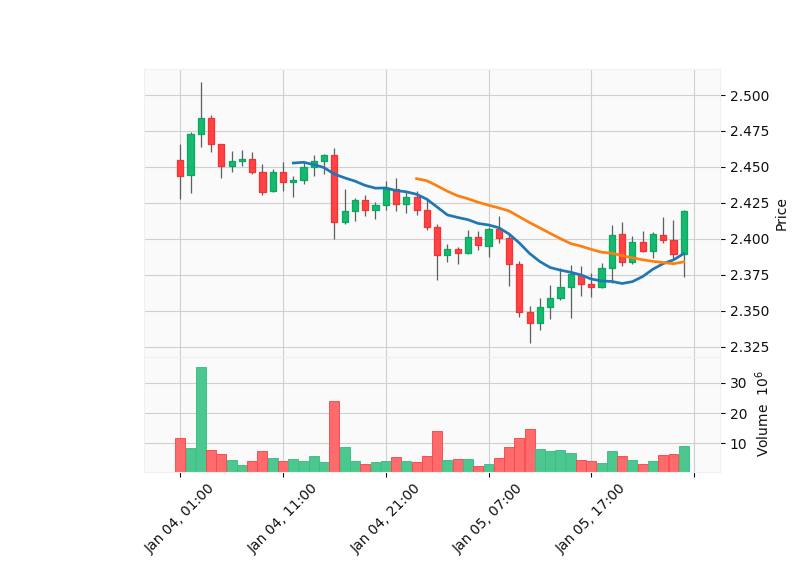 2.500
2.475
2.450
2.425
2.400
2.375
2.350
2.325
Price
30
20
10
Volume 10⁶
Jan 04, 01:00
Jan 04, 11:00
Jan 04, 21:00
Jan 05, 07:00
Jan 05, 17:00